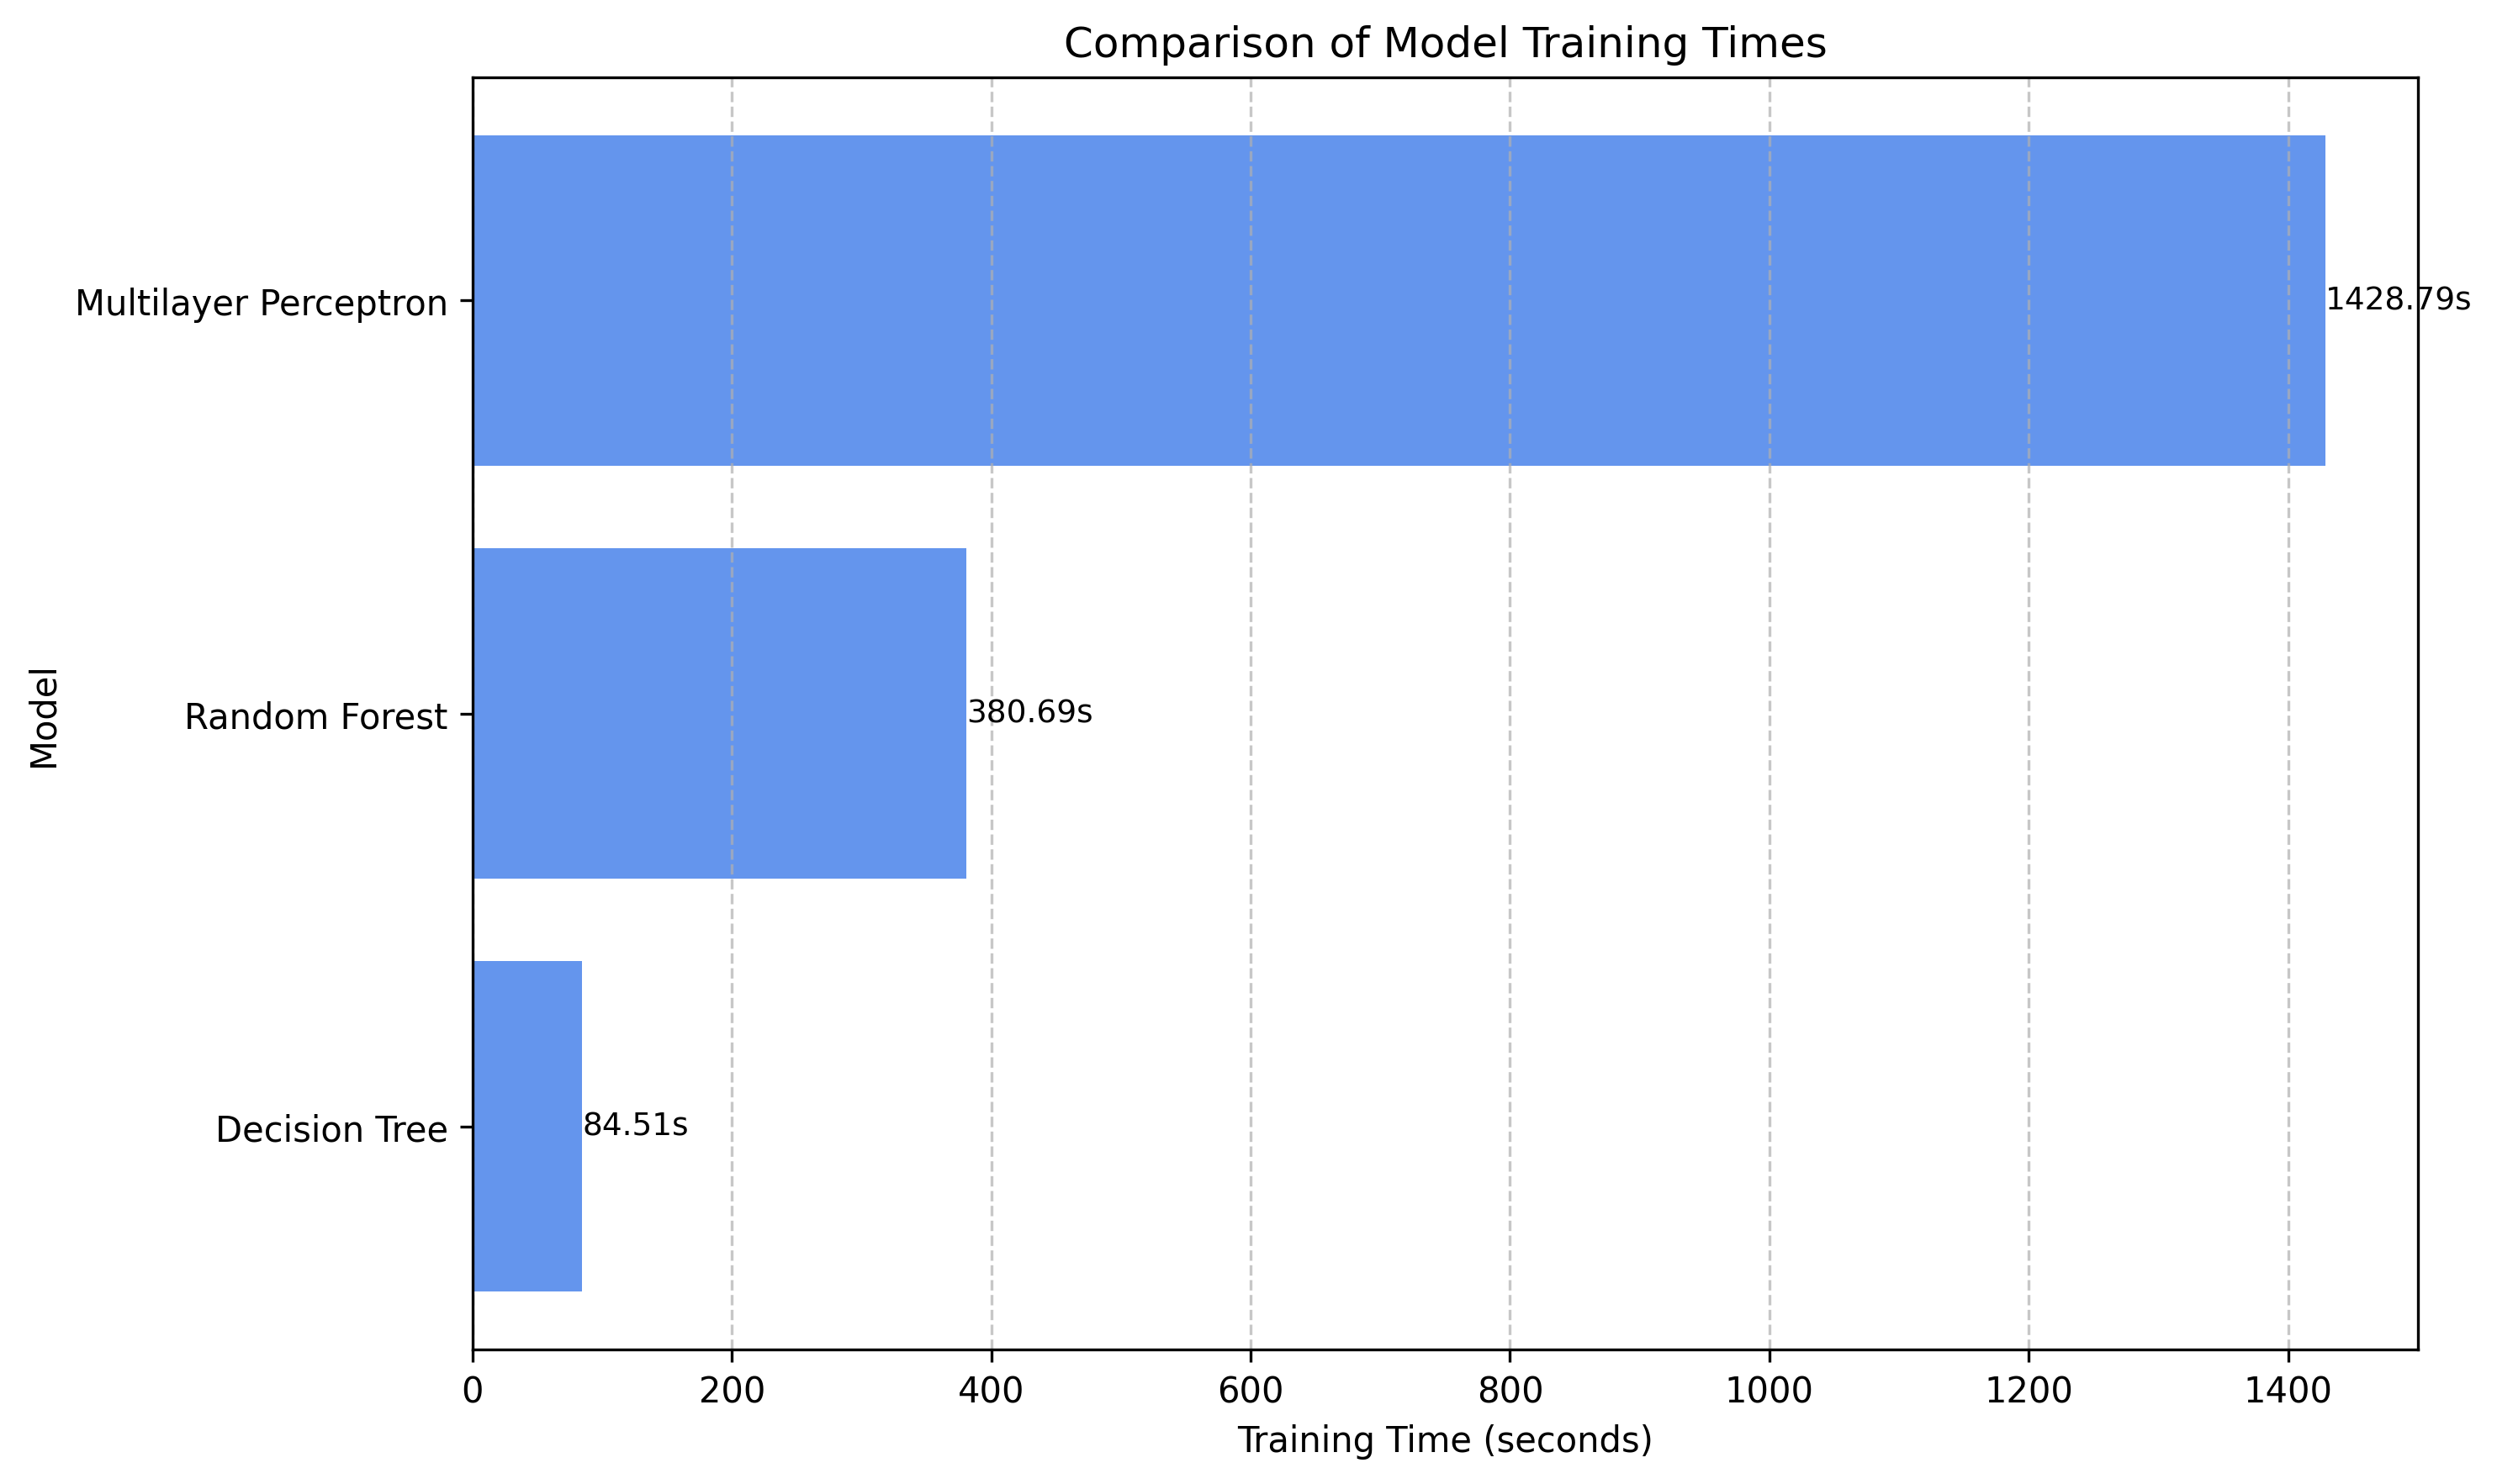 Comparison of Model Training Times
Model
Multilayer Perceptron
1428.79s
Random Forest
380.69s
Decision Tree
84.51s
0 200 400 600 800 1000 1200 1400
Training Time (seconds)